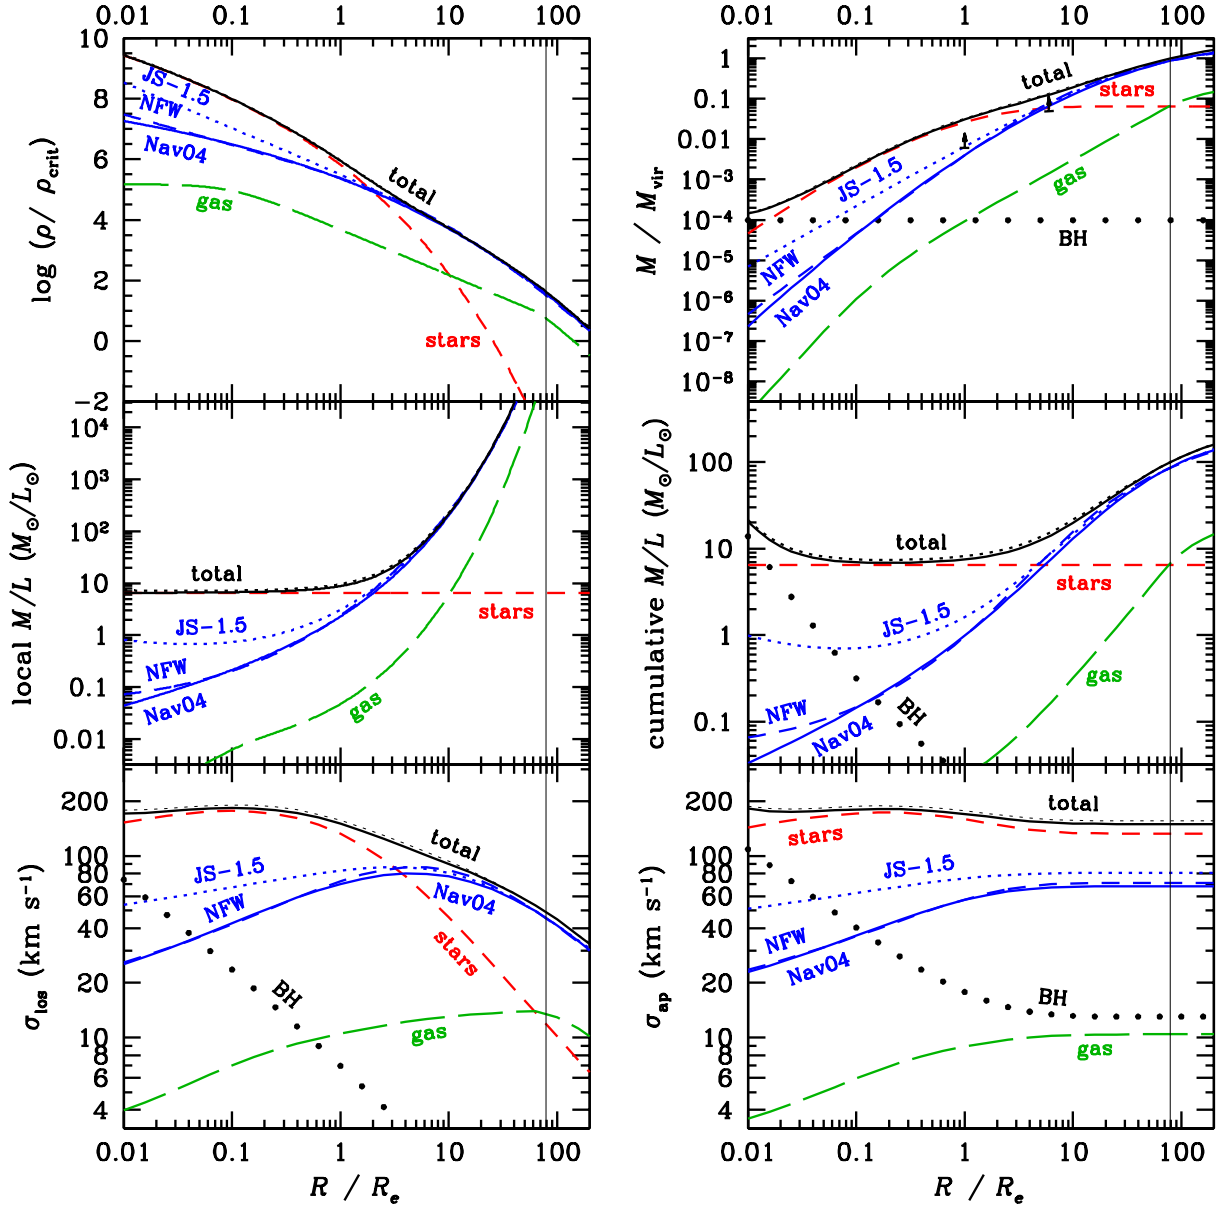 0.01 0.1 1 10 100
0.01 0.1 1 10 100
10
8
6
4
2
0
−2
log (ρ/ ρcrit)
JS−1.5
NFW
Nav04
gas
total
stars
1
0.1
0.01
10⁻³
10⁻⁴
10⁻⁵
10⁻⁶
10⁻⁷
10⁻⁸
M / Mvir
total
stars
JS−1.5
gas
BH
NFW
Nav04
10⁴
10³
10²
10
1
0.1
0.01
local M/L (M⊙/L⊙)
total
stars
JS−1.5
NFW
Nav04
gas
100
10
1
0.1
cumulative M/L (M⊙/L⊙)
total
stars
JS−1.5
gas
NFW
BH
Nav04
200
100
80
60
40
20
10
8
6
4
σlos (km s⁻¹)
total
JS−1.5
NFW
Nav04
stars
BH
gas
200
100
80
60
40
20
10
8
6
4
σap (km s⁻¹)
total
stars
JS−1.5
NFW
Nav04
BH
gas
0.01 0.1 1 10 100
R / Re
0.01 0.1 1 10 100
R / Re